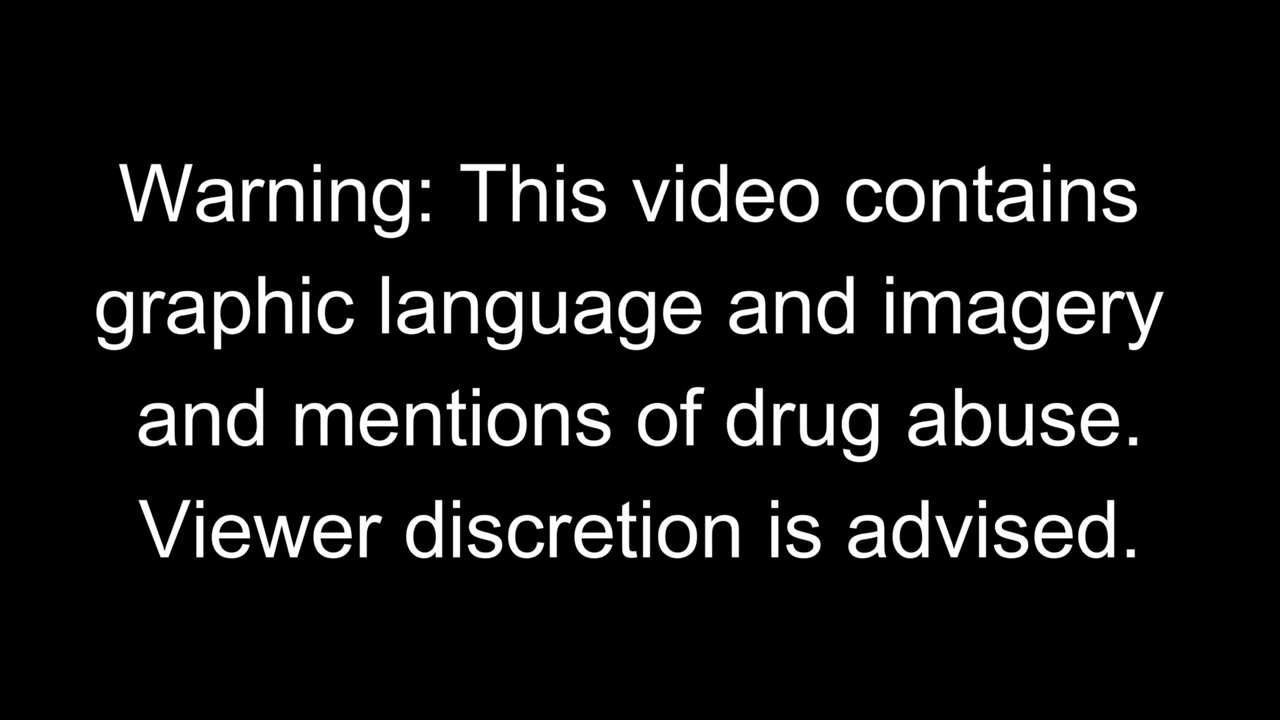 Warning: This video contains
graphic language and imagery
and mentions of drug abuse.
Viewer discretion is advised.